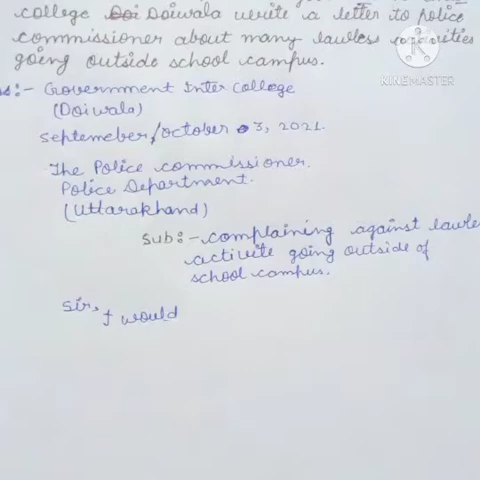 college Doiwala write a letter to police
commissioner about many lawless
going outside school campus.
:- Government Inter College
(Doiwala)
Septemeber/October 3, 2021.
The Police commissioner.
Police Department.
(Uttarakhand)
Sub:- complaining against lawle
activite going outside of
school campus.
Sir,
I would
KINEMASTER